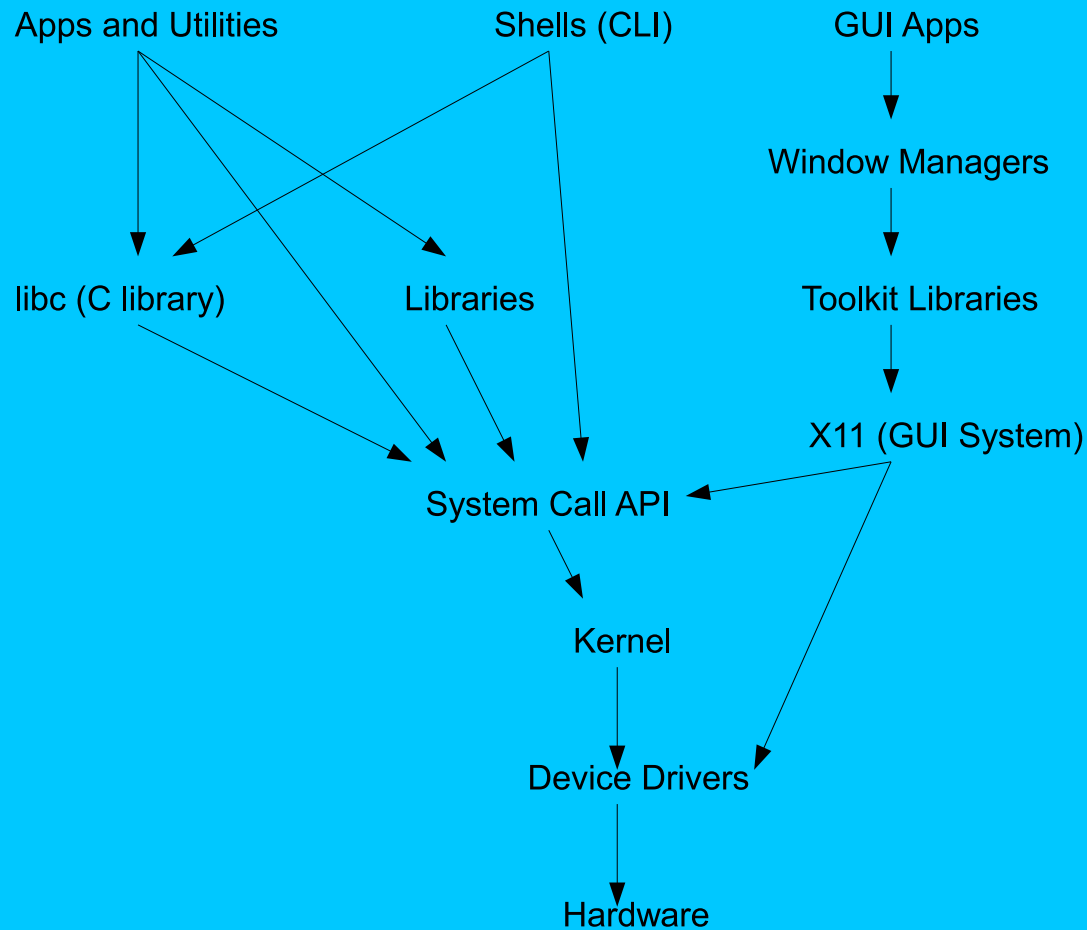 Apps and Utilities
Shells (CLI)
GUI Apps
Window Managers
libc (C library)
Libraries
Toolkit Libraries
X11 (GUI System)
System Call API
Kernel
Device Drivers
Hardware